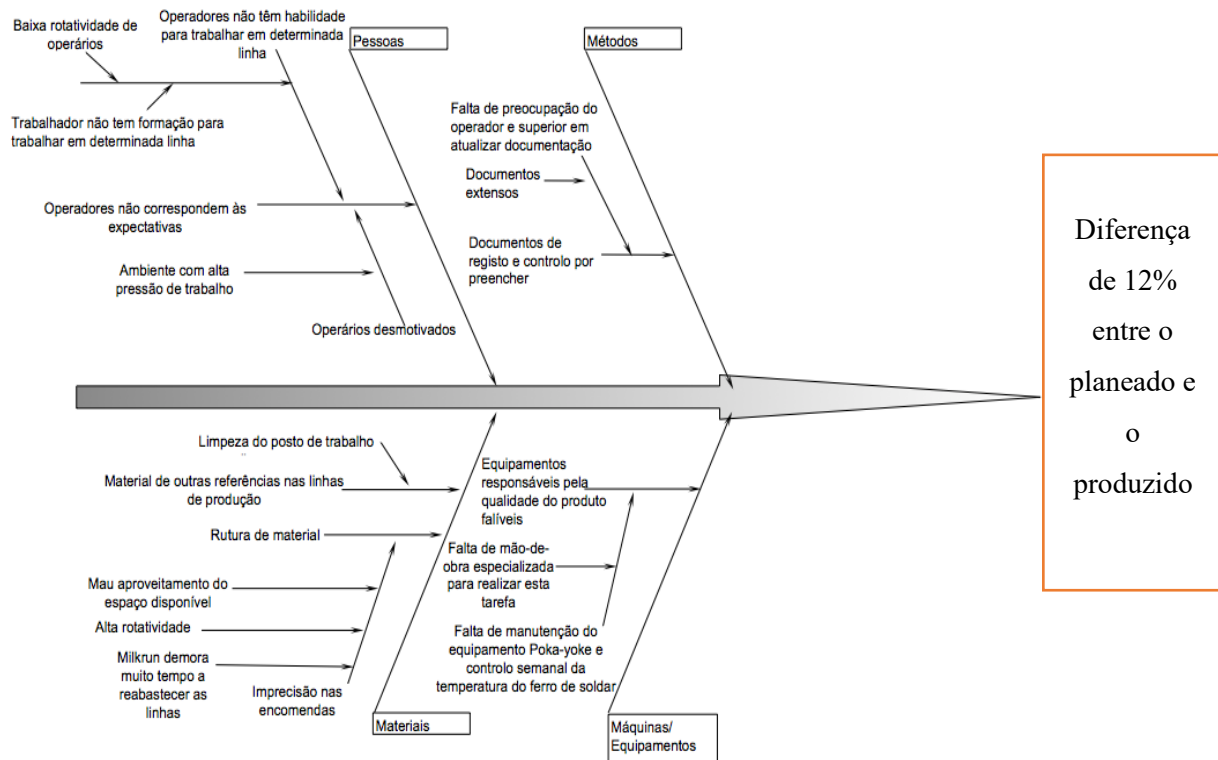 Baixa rotatividade de
operários
Operadores não têm habilidade
para trabalhar em determinada
linha
Pessoas
Métodos
Trabalhador não tem formação para
trabalhar em determinada linha
Falta de preocupação do
operador e superior em
atualizar documentação
Documentos
extensos
Operadores não correspondem às
expectativas
Documentos de
registo e controlo por
preencher
Ambiente com alta
pressão de trabalho
Operários desmotivados
Diferença
de 12%
entre o
planeado e
o
produzido
Limpeza do posto de trabalho
Material de outras referências nas linhas
de produção
Rutura de material
Mau aproveitamento do
espaço disponível
Alta rotatividade
Milkrun demora
muito tempo a
reabastecer as
linhas
Imprecisão nas
encomendas
Materiais
Equipamentos
responsáveis pela
qualidade do produto
falíveis
Falta de mão-de-
obra especializada
para realizar esta
tarefa
Falta de manutenção do
equipamento Poka-yoke e
controlo semanal da
temperatura do ferro de soldar
Máquinas/
Equipamentos